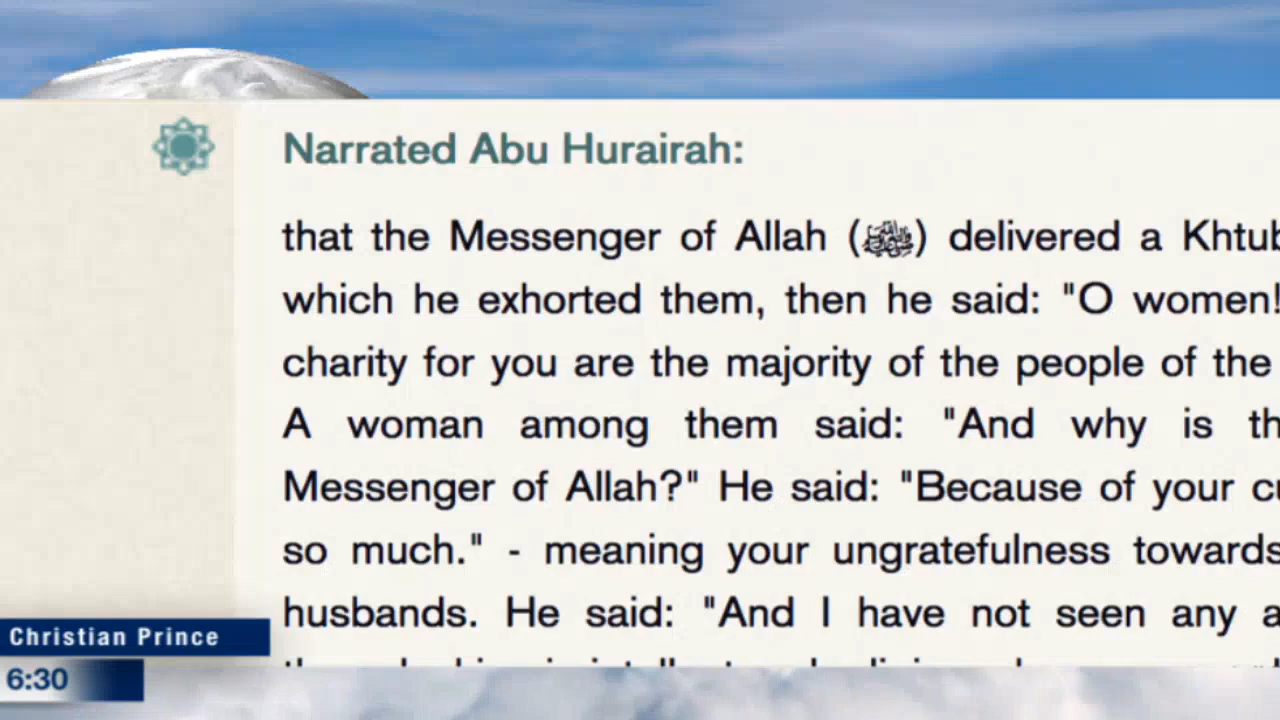 Narrated Abu Hurairah:
that the Messenger of Allah (ﷺ) delivered a Khtub
which he exhorted them, then he said: "O women!
charity for you are the majority of the people of the
A woman among them said: "And why is th
Messenger of Allah?" He said: "Because of your cu
so much." - meaning your ungratefulness towards
husbands. He said: "And I have not seen any a
Christian Prince
6:30